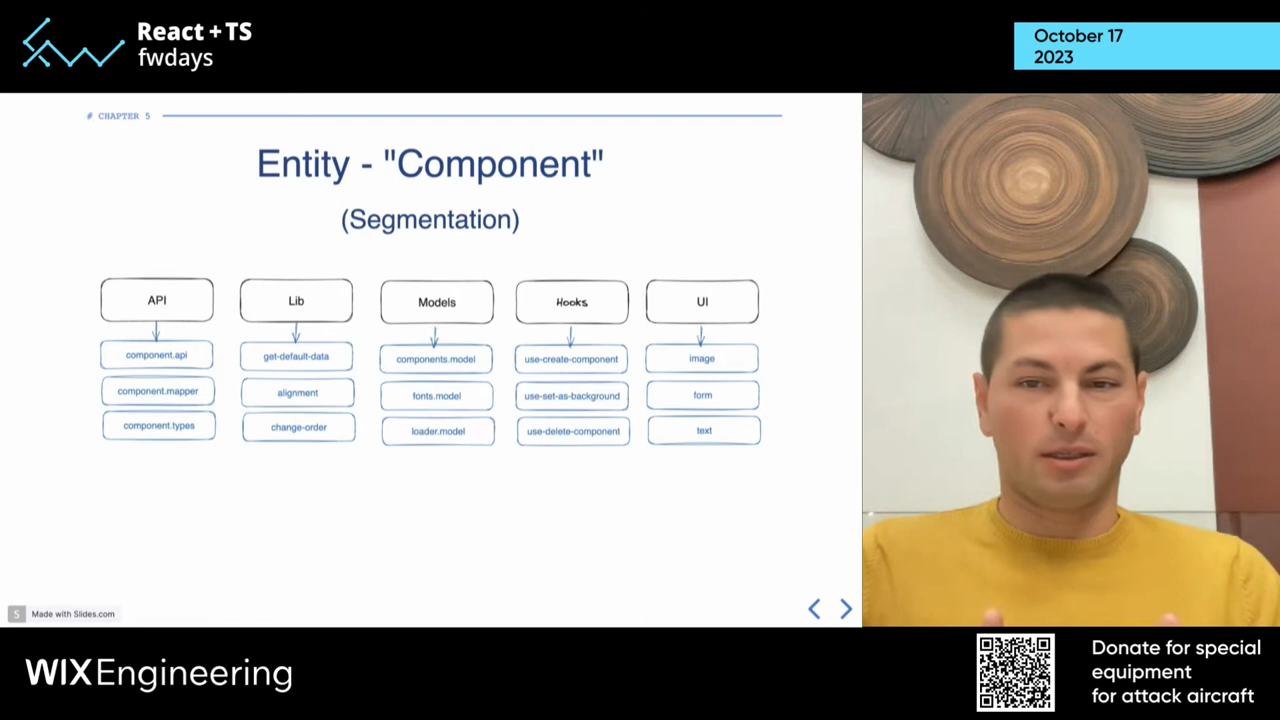 React + TS
fwdays
October 17
2023
# CHAPTER 5
Entity - "Component"
(Segmentation)
API
Lib
Models
Hooks
UI
component.api
get-default-data
components.model
use-create-component
image
component.mapper
alignment
fonts.model
use-set-as-background
form
component.types
change-order
loader.model
use-delete-component
text
S Made with Slides.com
WIXEngineering
Donate for special
equipment
for attack aircraft